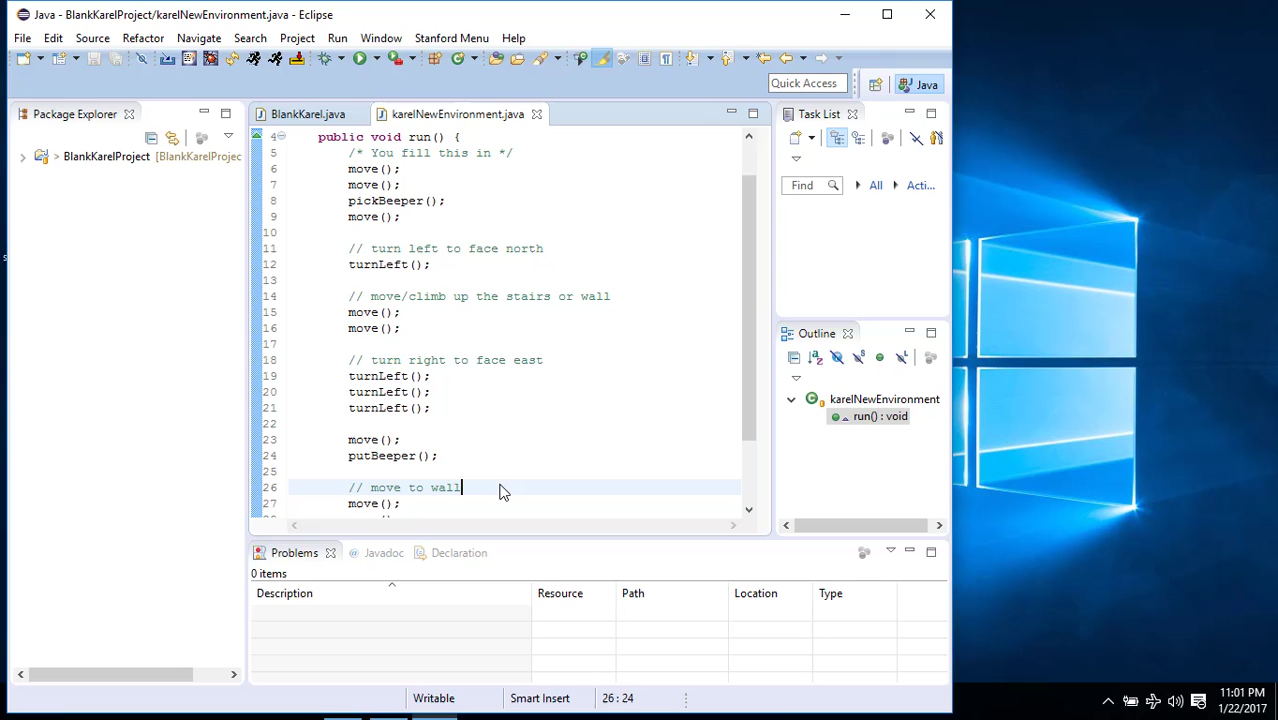 Java - BlankKarelProject/karelNewEnvironment.java - Eclipse
File Edit Source Refactor Navigate Search Project Run Window Stanford Menu Help
Quick Access Java
Package Explorer
BlankKarel.java karelNewEnvironment.java
Task List
> BlankKarelProject [BlankKarelProjec
Find All Acti...
4 public void run() {
5 /* You fill this in */
6 move();
7 move();
8 pickBeeper();
9 move();
10
11 // turn left to face north
12 turnLeft();
13
14 // move/climb up the stairs or wall
15 move();
16 move();
17
18 // turn right to face east
19 turnLeft();
20 turnLeft();
21 turnLeft();
22
23 move();
24 putBeeper();
25
26 // move to wall
27 move();
Outline
karelNewEnvironment
run() : void
Problems @ Javadoc Declaration
0 items
Description Resource Path Location Type
Writable Smart Insert 26 : 24
11:01 PM
1/22/2017